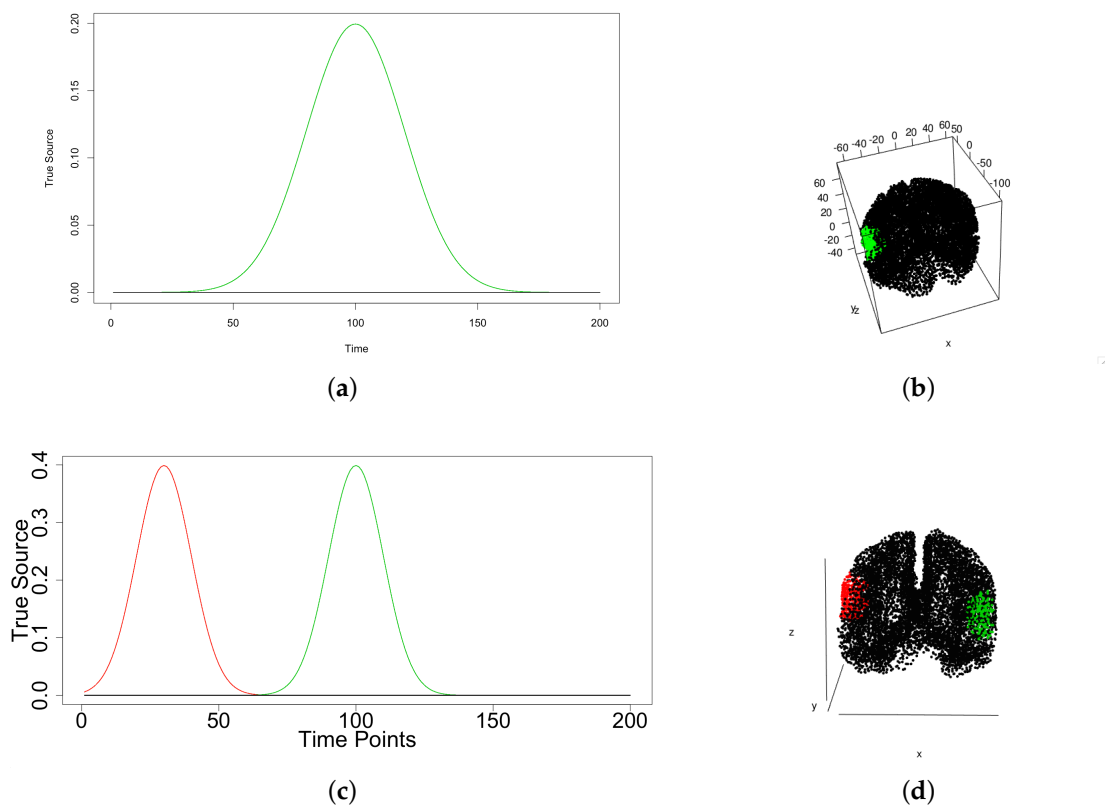 0.20
0.15
0.10
0.05
0.00
True Source
0 50 100 150 200
Time
(a)
-60 -40 -20 0 20 40 60
50 0 -50 -100
60
40
20
0
-20
-40
yz
x
(b)
0.4
0.3
0.2
0.1
0.0
True Source
0 50 100 150 200
Time Points
(c)
z
y
x
(d)